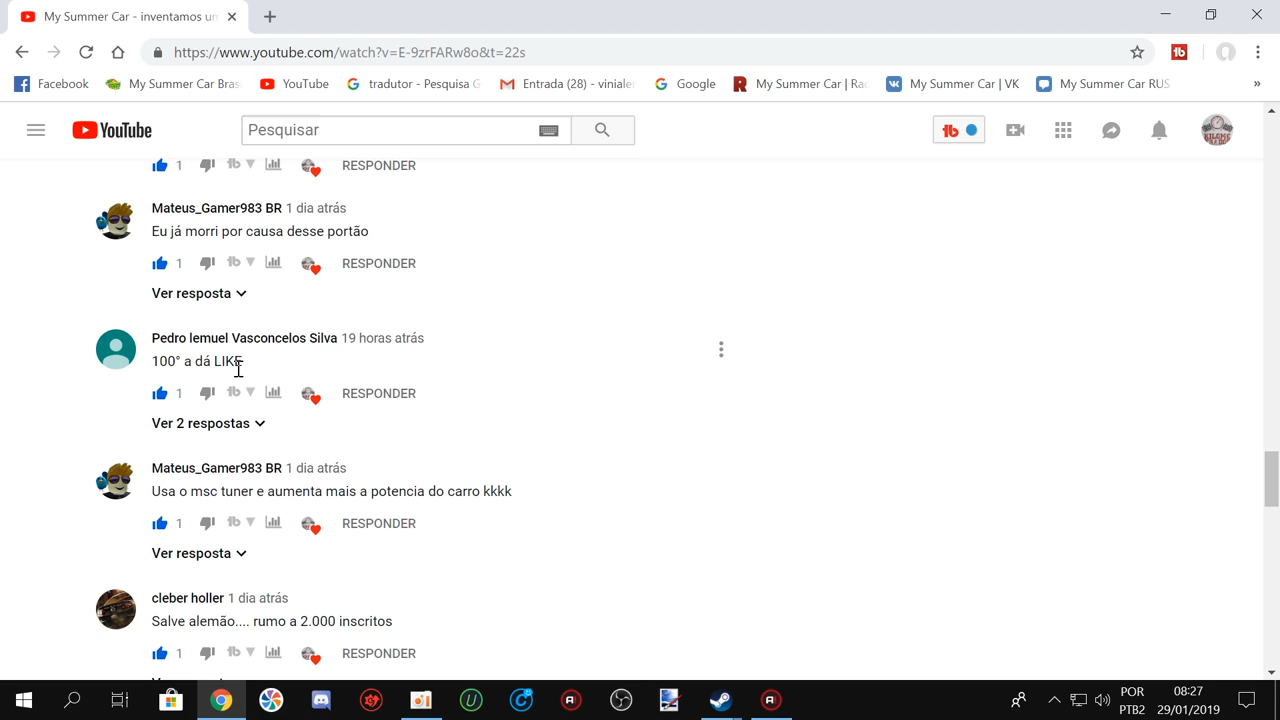 My Summer Car - inventamos um
https://www.youtube.com/watch?v=E-9zrFARw8o&t=22s
Facebook My Summer Car Bras YouTube tradutor - Pesquisa G Entrada (28) - vinialer Google My Summer Car | Rac My Summer Car | VK My Summer Car RUS
YouTube
Pesquisar
1 RESPONDER
Mateus_Gamer983 BR 1 dia atrás
Eu já morri por causa desse portão
1 RESPONDER
Ver resposta
Pedro lemuel Vasconcelos Silva 19 horas atrás
100° a dá LIKE
1 RESPONDER
Ver 2 respostas
Mateus_Gamer983 BR 1 dia atrás
Usa o msc tuner e aumenta mais a potencia do carro kkkk
1 RESPONDER
Ver resposta
cleber holler 1 dia atrás
Salve alemão.... rumo a 2.000 inscritos
1 RESPONDER
POR 08:27
PTB2 29/01/2019